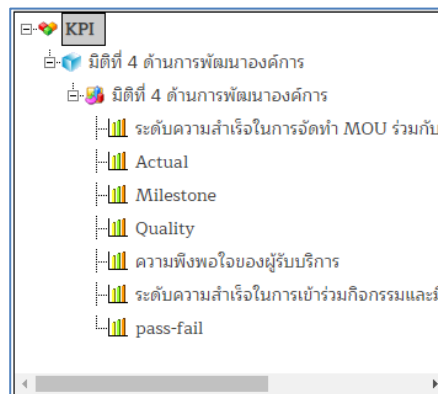 KPI
มิติที่ 4 ด้านการพัฒนาองค์การ
มิติที่ 4 ด้านการพัฒนาองค์การ
ระดับความสำเร็จในการจัดทำ MOU ร่วมกับ
Actual
Milestone
Quality
ความพึงพอใจของผู้รับบริการ
ระดับความสำเร็จในการเข้าร่วมกิจกรรมและ
pass-fail